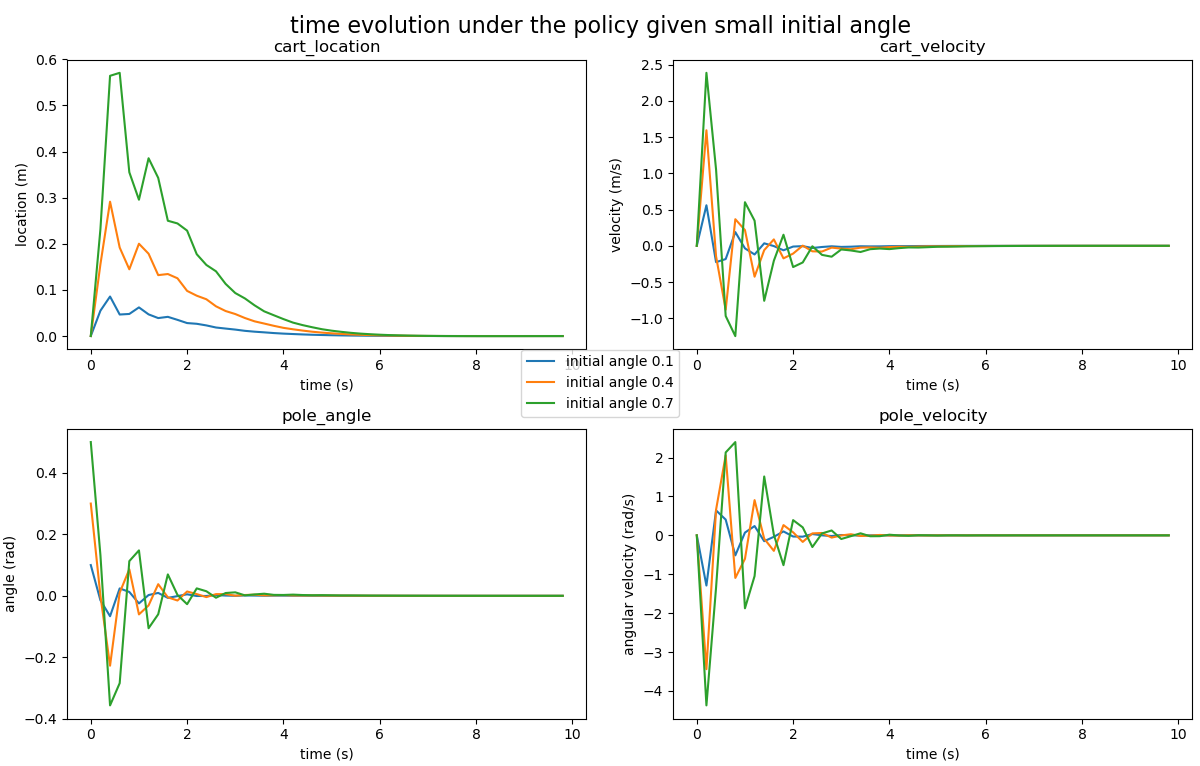 time evolution under the policy given small initial angle
cart_location
location (m)
0.6
0.5
0.4
0.3
0.2
0.1
0.0
0 2 4 6 8 10
time (s)
cart_velocity
velocity (m/s)
2.5
2.0
1.5
1.0
0.5
0.0
−0.5
−1.0
0 2 4 6 8 10
time (s)
initial angle 0.1
initial angle 0.4
initial angle 0.7
pole_angle
angle (rad)
0.4
0.2
0.0
−0.2
−0.4
0 2 4 6 8 10
time (s)
pole_velocity
angular velocity (rad/s)
2
1
0
−1
−2
−3
−4
0 2 4 6 8 10
time (s)